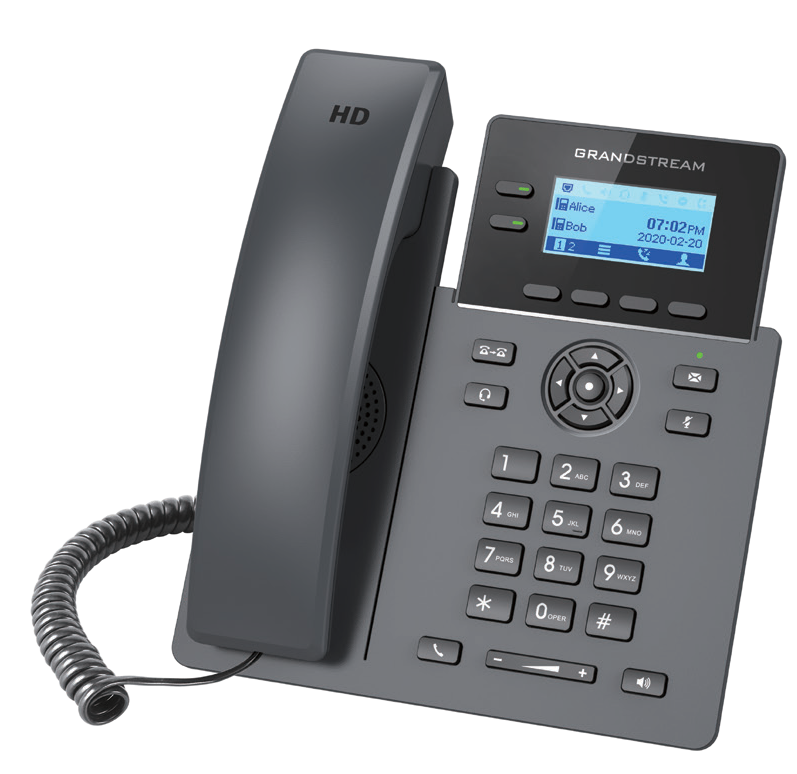 HD
GRANDSTREAM
Alice
07:02PM
Bob
2020-02-20
1 2
1
2 ABC
3 DEF
4 GHI
5 JKL
6 MNO
7 PQRS
8 TUV
9 WXYZ
*
0 OPER
#
- +